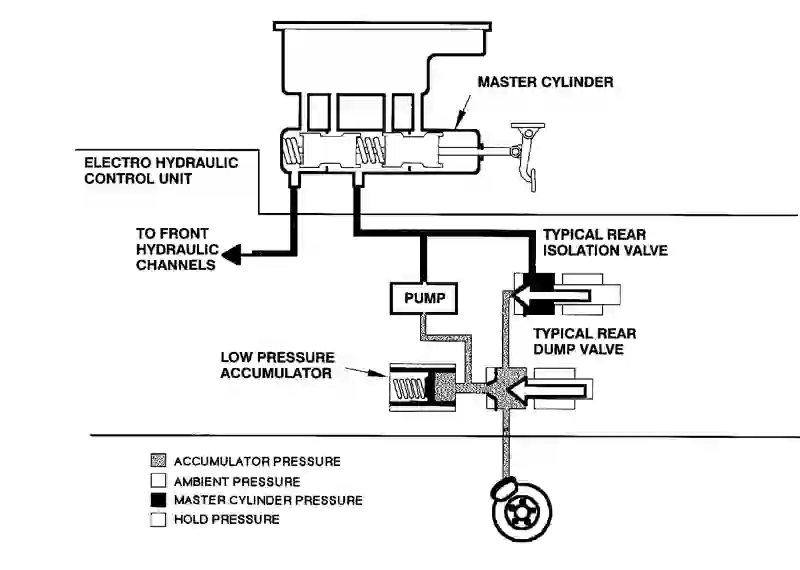 MASTER CYLINDER
ELECTRO HYDRAULIC
CONTROL UNIT
TO FRONT
HYDRAULIC
CHANNELS
TYPICAL REAR
ISOLATION VALVE
PUMP
TYPICAL REAR
DUMP VALVE
LOW PRESSURE
ACCUMULATOR
ACCUMULATOR PRESSURE
AMBIENT PRESSURE
MASTER CYLINDER PRESSURE
HOLD PRESSURE